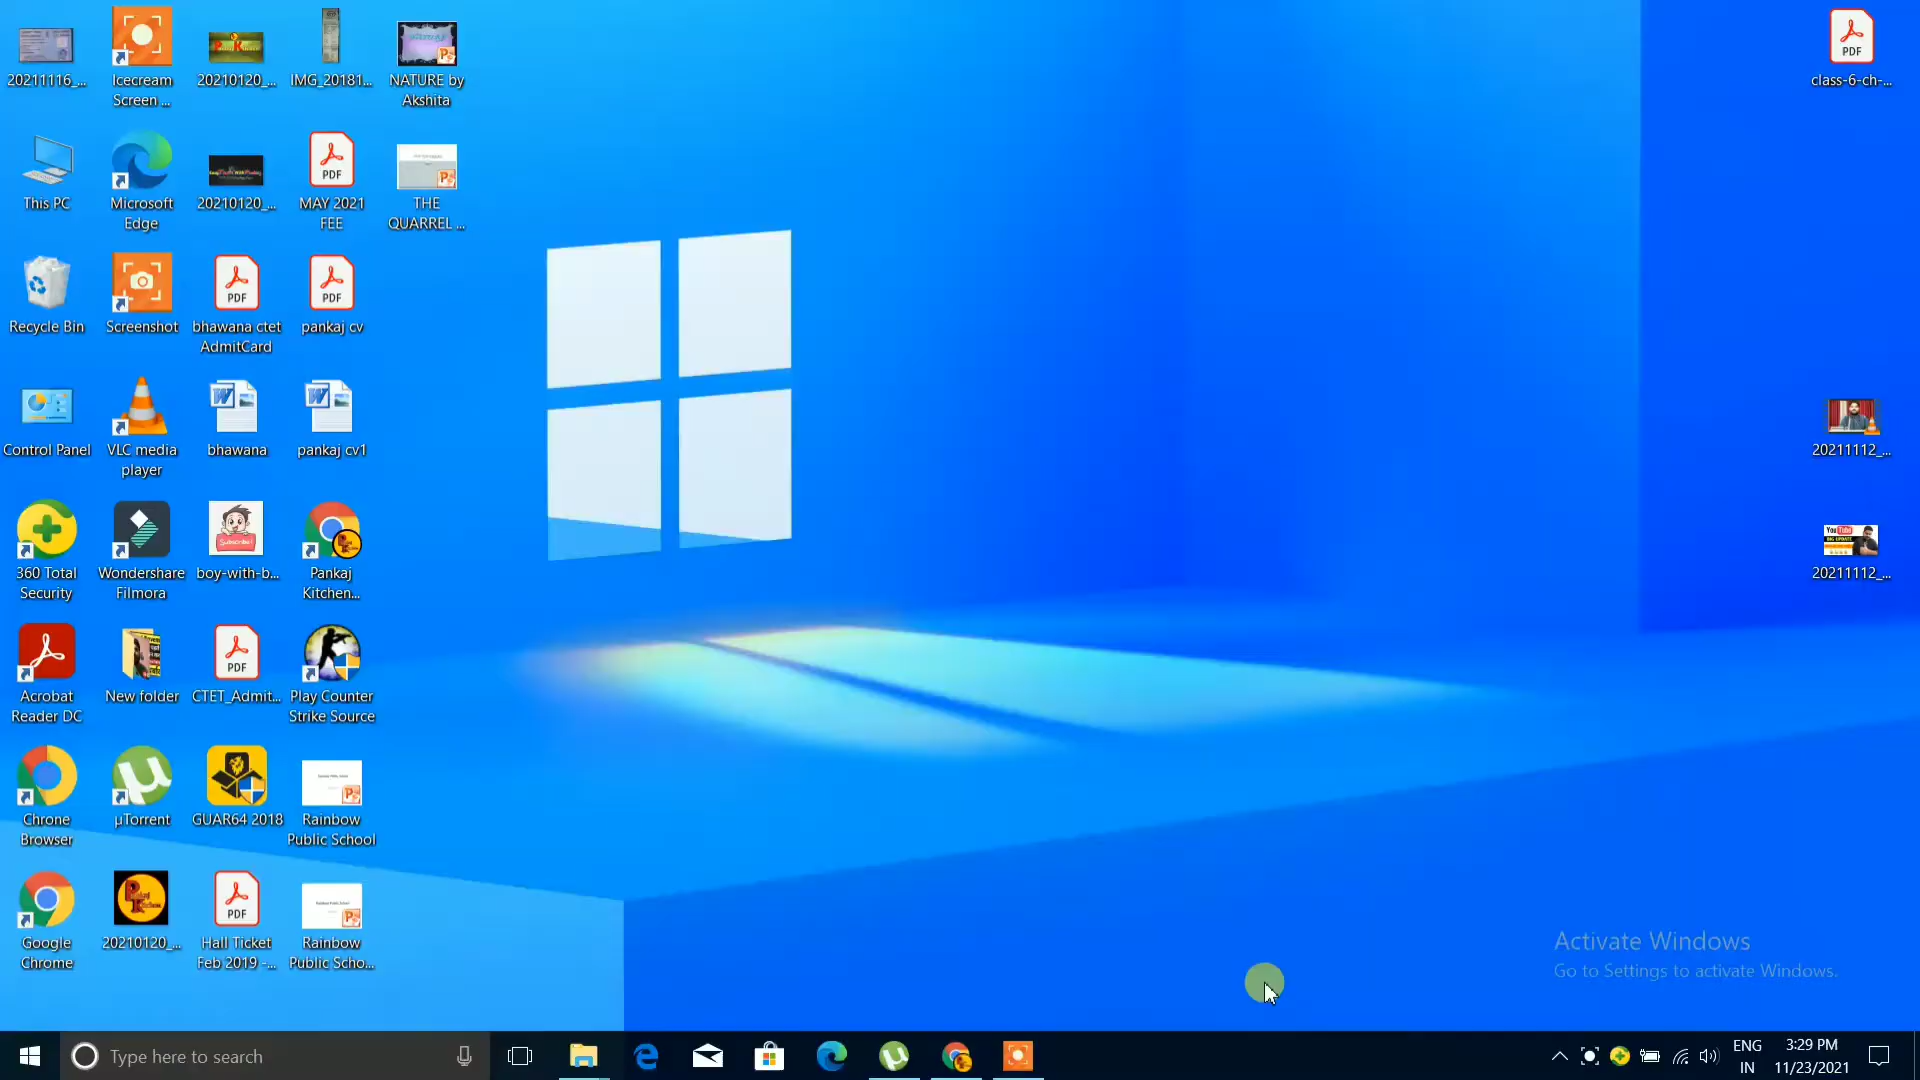 20211116_...
Icecream
Screen ...
20210120_...
IMG_20181...
NATURE by
Akshita
PDF
class-6-ch-...
This PC
Microsoft
Edge
20210120_...
PDF
MAY 2021
FEE
THE
QUARREL ...
Recycle Bin
Screenshot
PDF
bhawana ctet
AdmitCard
PDF
pankaj cv
Control Panel
VLC media
player
bhawana
pankaj cv1
20211112_...
360 Total
Security
Wondershare
Filmora
Subscribe
boy-with-b...
Pankaj
Kitchen...
YouTube
BIG UPDATE
20211112_...
Acrobat
Reader DC
New folder
PDF
CTET_Admit...
Play Counter
Strike Source
Chrone
Browser
µTorrent
GUAR64 2018
Rainbow
Public School
Google
Chrome
20210120_...
PDF
Hall Ticket
Feb 2019 -...
Rainbow
Public Scho...
Activate Windows
Go to Settings to activate Windows.
Type here to search
ENG
IN
3:29 PM
11/23/2021